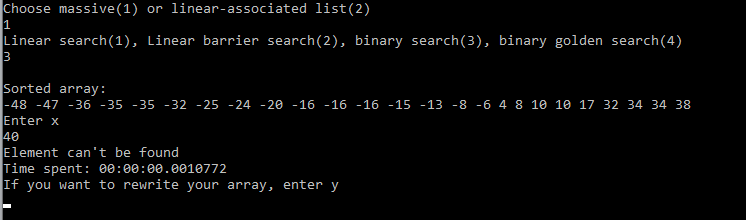 Choose massive(1) or linear-associated list(2)
1
Linear search(1), Linear barrier search(2), binary search(3), binary golden search(4)
3
Sorted array:
-48 -47 -36 -35 -35 -32 -25 -24 -20 -16 -16 -16 -15 -13 -8 -6 4 8 10 10 17 32 34 34 38
Enter x
40
Element can't be found
Time spent: 00:00:00.0010772
If you want to rewrite your array, enter y